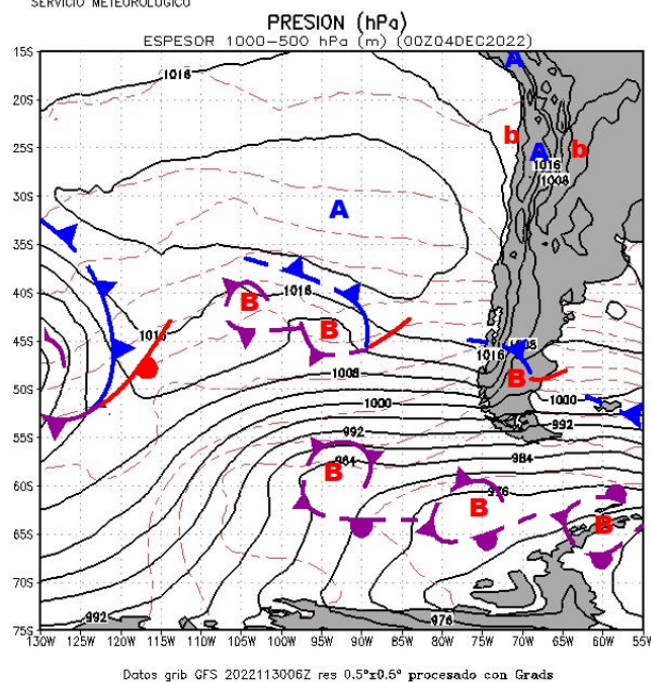 SERVICIO METEOROLOGICO
PRESION (hPa)
ESPESOR 1000-500 hPa (m) (00Z04DEC2022)
15S
A
1016
20S
b
b
25S
A
1016
1008
30S
A
35S
1016
40S
B
B
1016
1008
45S
1016
1008
B
50S
1000
1000
992
55S
984
984
B
60S
976
B
B
65S
70S
992
976
75S
130W 125W 120W 115W 110W 105W 100W 95W 90W 85W 80W 75W 70W 65W 60W 55W
Datos grib GFS 2022113006Z res 0.5°x0.5° procesado con Grads